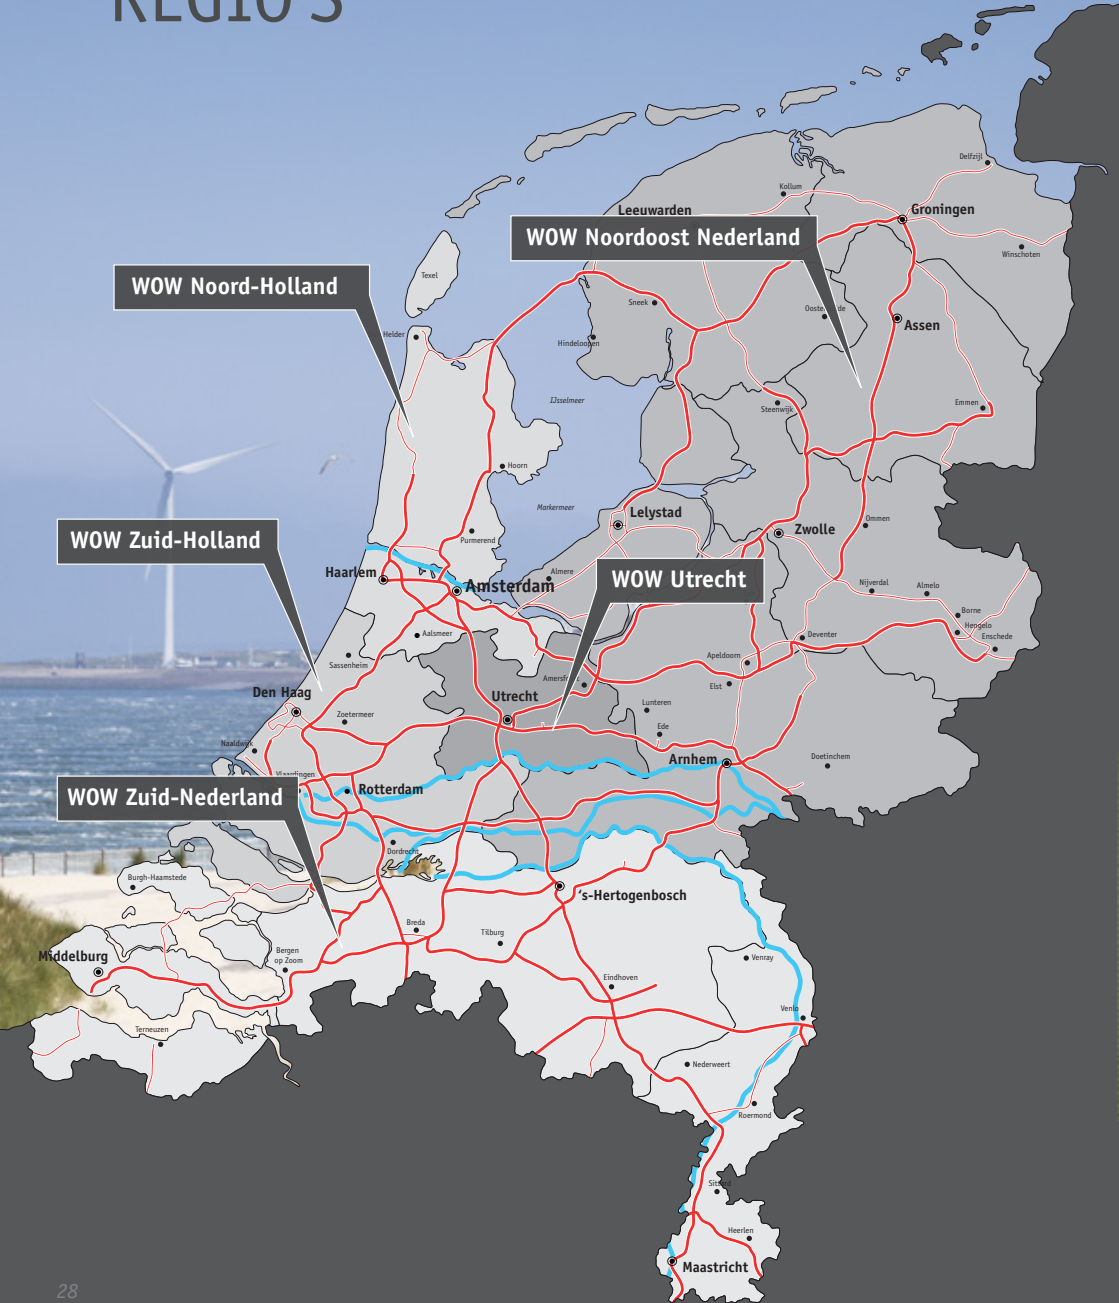 REGIO'S
Delfzijl
Kollum
Leeuwarden
Groningen
WOW Noordoost Nederland
Winschoten
Texel
WOW Noord-Holland
Sneek
Assen
Helder
Hindeloopen
IJsselmeer
Steenwijk
Emmen
Hoorn
Markermeer
Lelystad
Ommen
Zwolle
WOW Zuid-Holland
Purmerend
Haarlem
Almere
Amsterdam
WOW Utrecht
Nijverdal
Almelo
Borne
Hengelo
Enschede
Aalsmeer
Deventer
Sassenheim
Apeldoorn
Elst
Den Haag
Utrecht
Lunteren
Zoetermeer
Ede
Naaldwijk
Arnhem
Doetinchem
Vlaardingen
Rotterdam
WOW Zuid-Nederland
Dordrecht
Burgh-Haamstede
's-Hertogenbosch
Breda
Tilburg
Middelburg
Bergen
op Zoom
Venray
Eindhoven
Venlo
Terneuzen
Nederweert
Roermond
Sittard
Heerlen
Maastricht
28